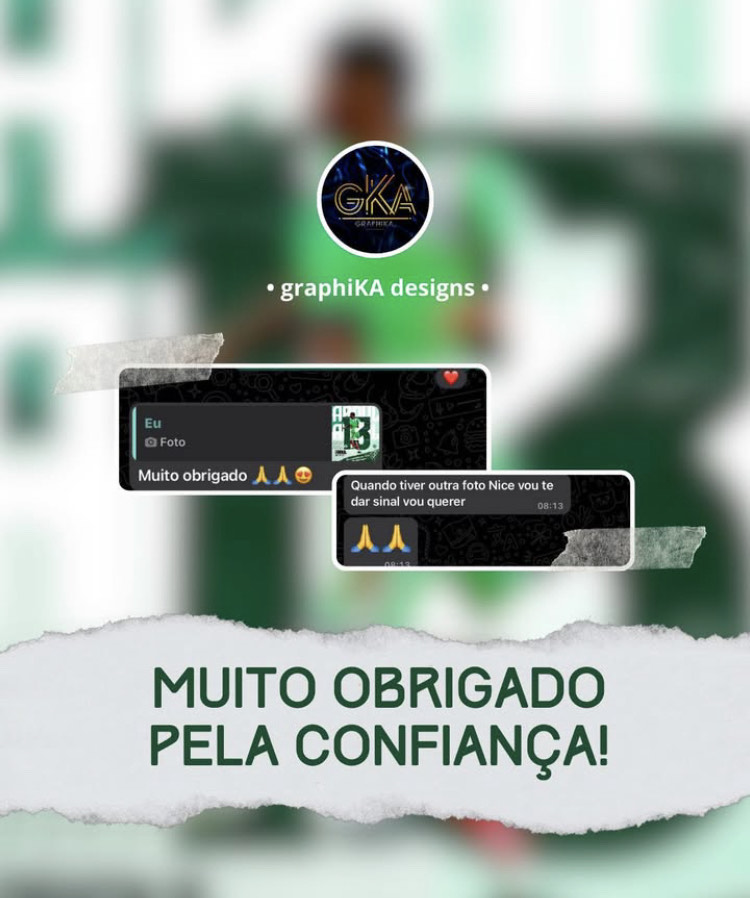 GKA
GRAPHIKA
• graphiKA designs •
Eu
Foto
Muito obrigado 🙏🙏😍
Quando tiver outra foto Nice vou te
dar sinal vou querer
08:13
🙏🙏
08:13
MUITO OBRIGADO
PELA CONFIANÇA!